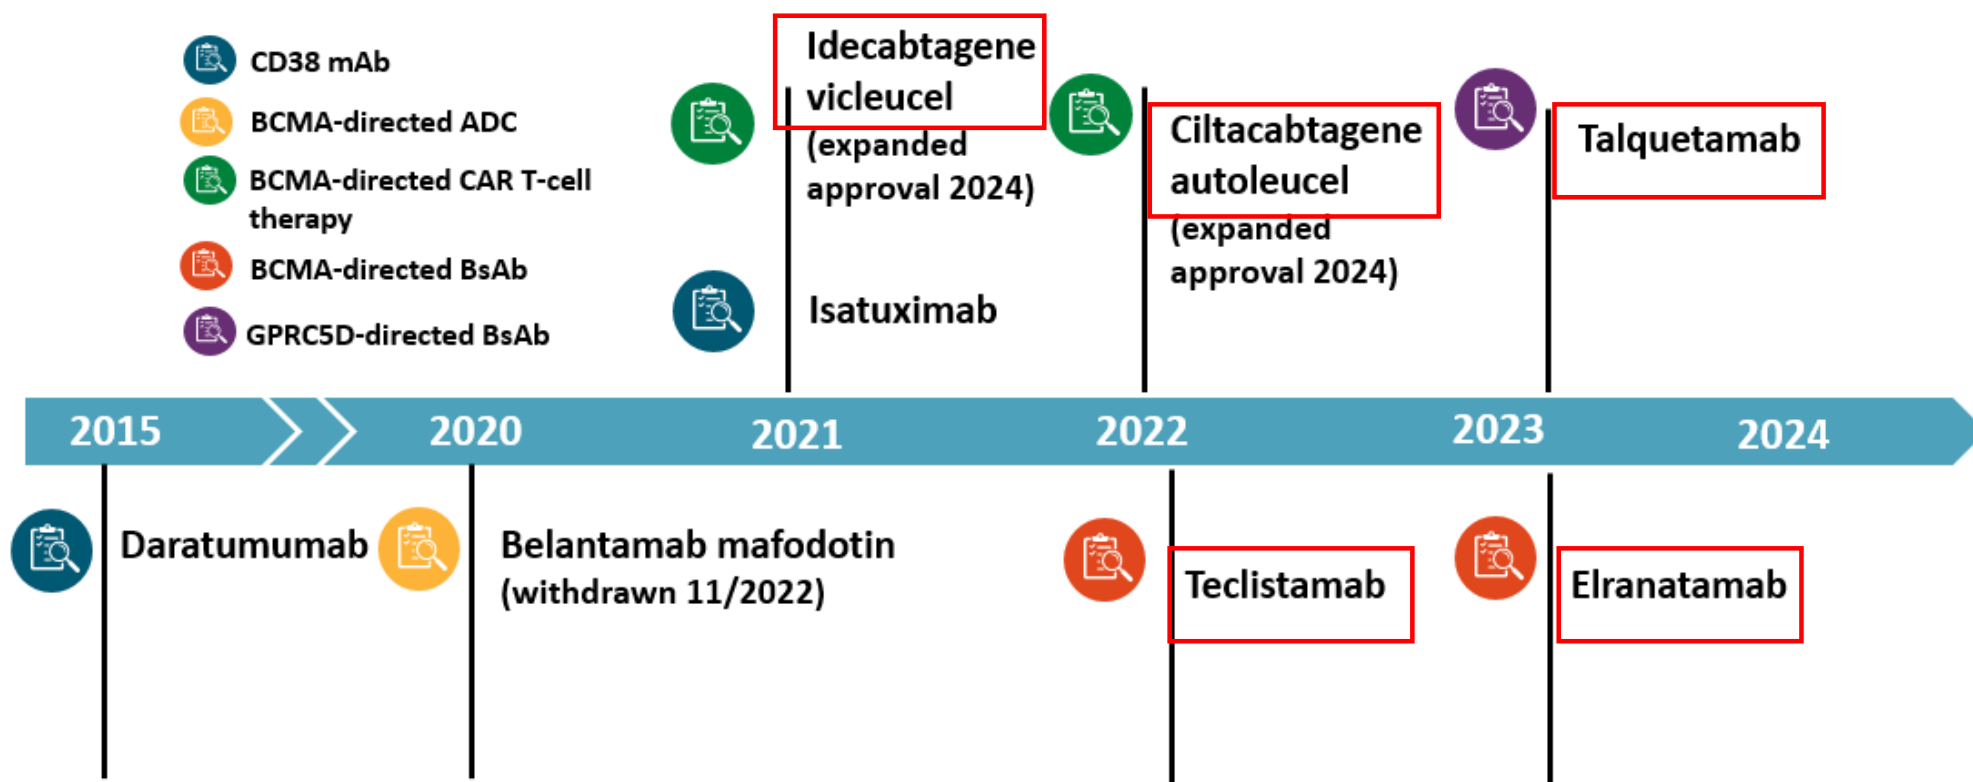 CD38 mAb
BCMA-directed ADC
BCMA-directed CAR T-cell
therapy
BCMA-directed BsAb
GPRC5D-directed BsAb
Idecabtagene
vicleucel
(expanded
approval 2024)
Isatuximab
Ciltacabtagene
autoleucel
(expanded
approval 2024)
Talquetamab
2015
2020
2021
2022
2023
2024
Daratumumab
Belantamab mafodotin
(withdrawn 11/2022)
Teclistamab
Elranatamab